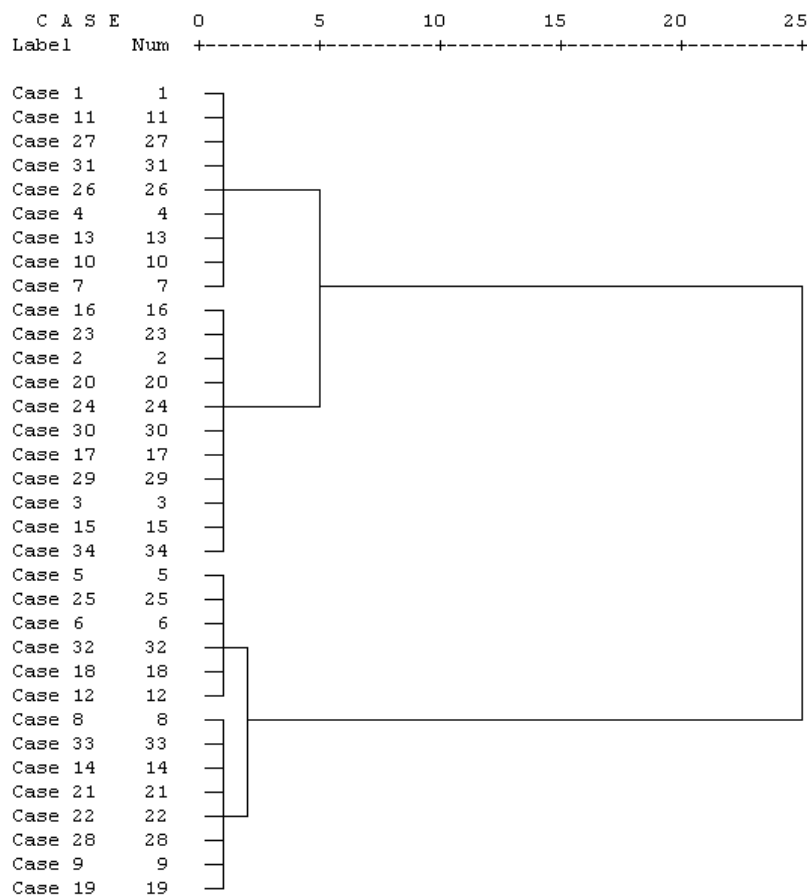 C A S E 0 5 10 15 20 25
Label Num +---------+---------+---------+---------+---------+
Case 1 1
Case 11 11
Case 27 27
Case 31 31
Case 26 26
Case 4 4
Case 13 13
Case 10 10
Case 7 7
Case 16 16
Case 23 23
Case 2 2
Case 20 20
Case 24 24
Case 30 30
Case 17 17
Case 29 29
Case 3 3
Case 15 15
Case 34 34
Case 5 5
Case 25 25
Case 6 6
Case 32 32
Case 18 18
Case 12 12
Case 8 8
Case 33 33
Case 14 14
Case 21 21
Case 22 22
Case 28 28
Case 9 9
Case 19 19